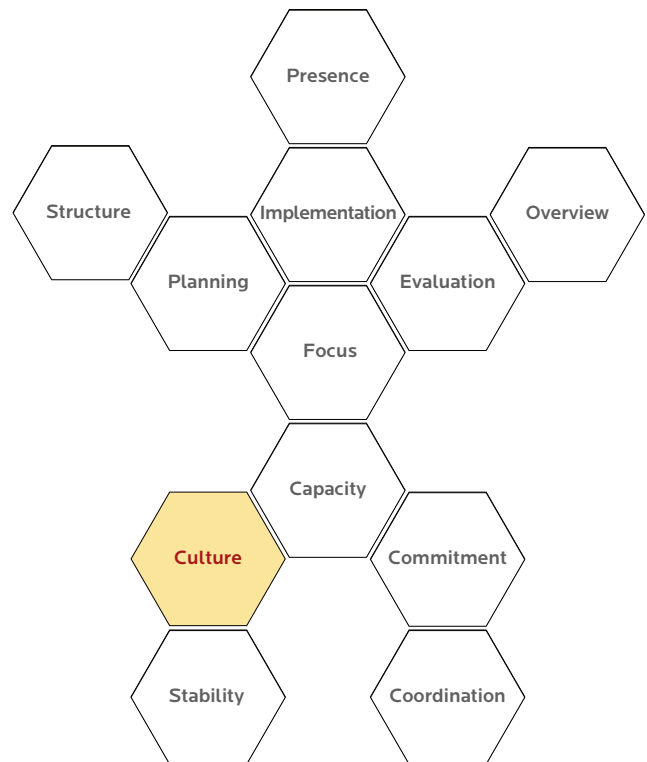 Presence
Structure
Implementation
Overview
Planning
Evaluation
Focus
Capacity
Culture
Commitment
Stability
Coordination